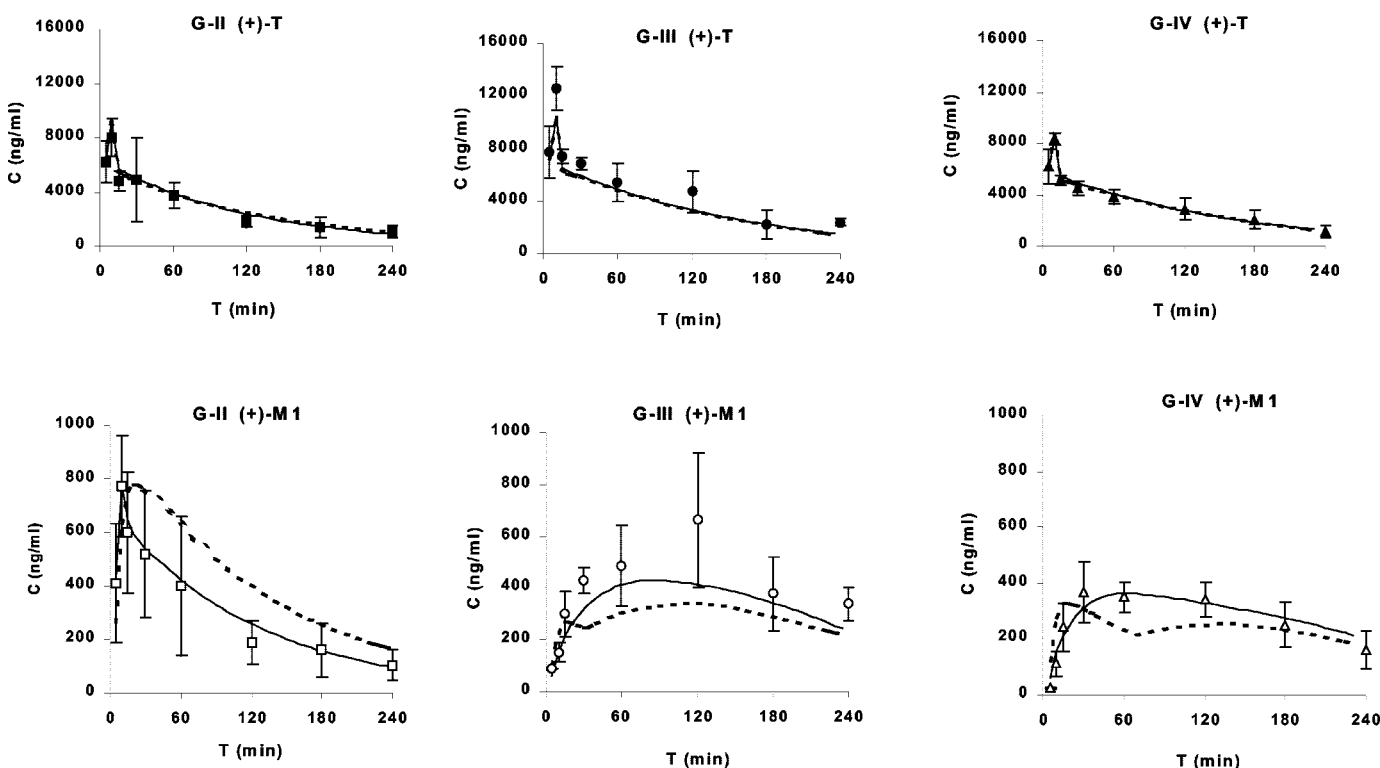 G-II (+)-T
16000
12000
8000
4000
0
C (ng/ml)
0 60 120 180 240
T (min)
G-III (+)-T
16000
12000
8000
4000
0
C (ng/ml)
0 60 120 180 240
T (min)
G-IV (+)-T
16000
12000
8000
4000
0
C (ng/ml)
0 60 120 180 240
T (min)
G-II (+)-M1
1000
800
600
400
200
0
C (ng/ml)
0 60 120 180 240
T (min)
G-III (+)-M1
1000
800
600
400
200
0
C (ng/ml)
0 60 120 180 240
T (min)
G-IV (+)-M1
1000
800
600
400
200
0
C (ng/ml)
0 60 120 180 240
T (min)